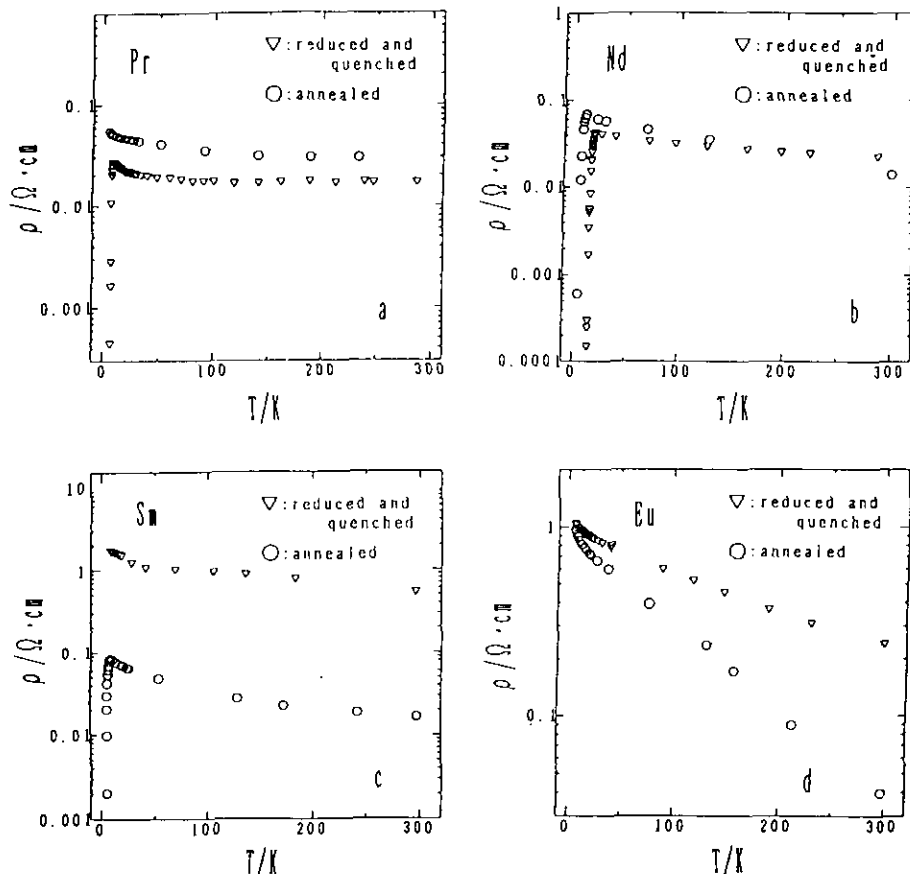 Pr
▽:reduced and
quenched
○:annealed
0.1
0.01
0.001
ρ/Ω·cm
a
0 100 200 300
T/K
1
Nd
▽:reduced and
quenched
○:annealed
0.1
0.01
0.001
0.000
ρ/Ω·cm
b
0 100 200 300
T/K
10
Sm
▽:reduced and
quenched
○:annealed
1
0.1
0.01
0.001
ρ/Ω·cm
c
0 100 200 300
T/K
Eu
▽:reduced and
quenched
○:annealed
1
0.1
ρ/Ω·cm
d
0 100 200 300
T/K